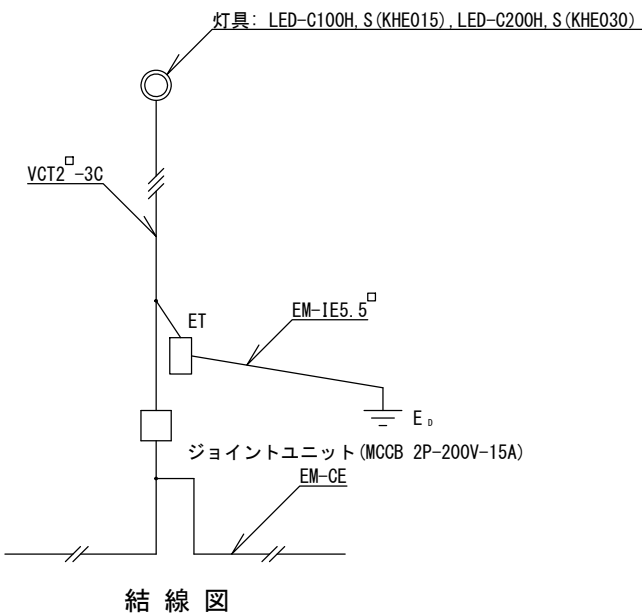 灯具: LED-C100H,S(KHE015),LED-C200H,S(KHE030)
VCT2□-3C
EM-IE5.5□
ET
E D
ジョイントユニット(MCCB 2P-200V-15A)
EM-CE
結線図